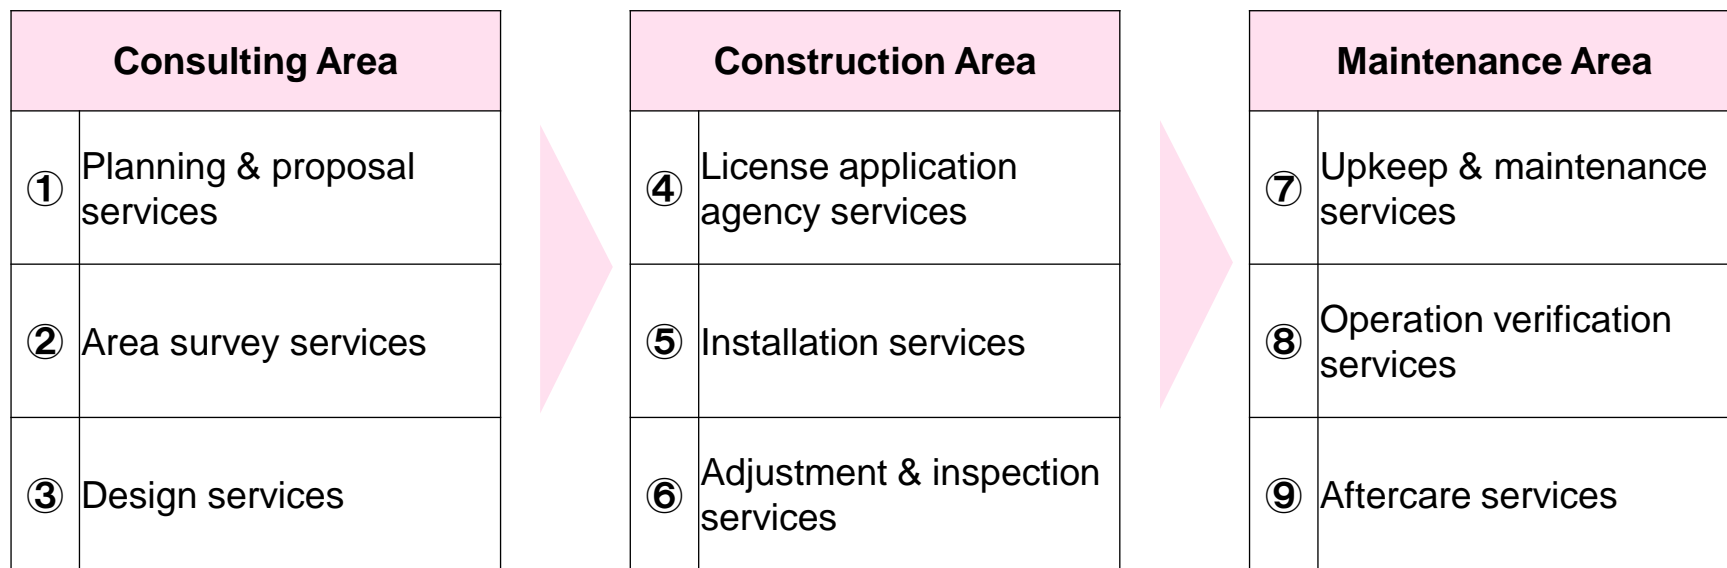 Consulting Area
① Planning & proposal
services
② Area survey services
③ Design services
Construction Area
④ License application
agency services
⑤ Installation services
⑥ Adjustment & inspection
services
Maintenance Area
⑦ Upkeep & maintenance
services
⑧ Operation verification
services
⑨ Aftercare services